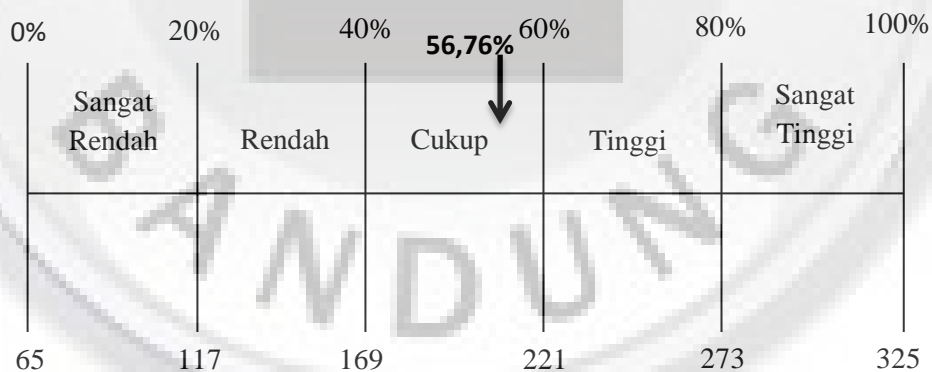 0% 20% 40% 60% 80% 100%
56,76%
Sangat Rendah
Rendah
Cukup
Tinggi
Sangat Tinggi
BANDUNG
65 117 169 221 273 325